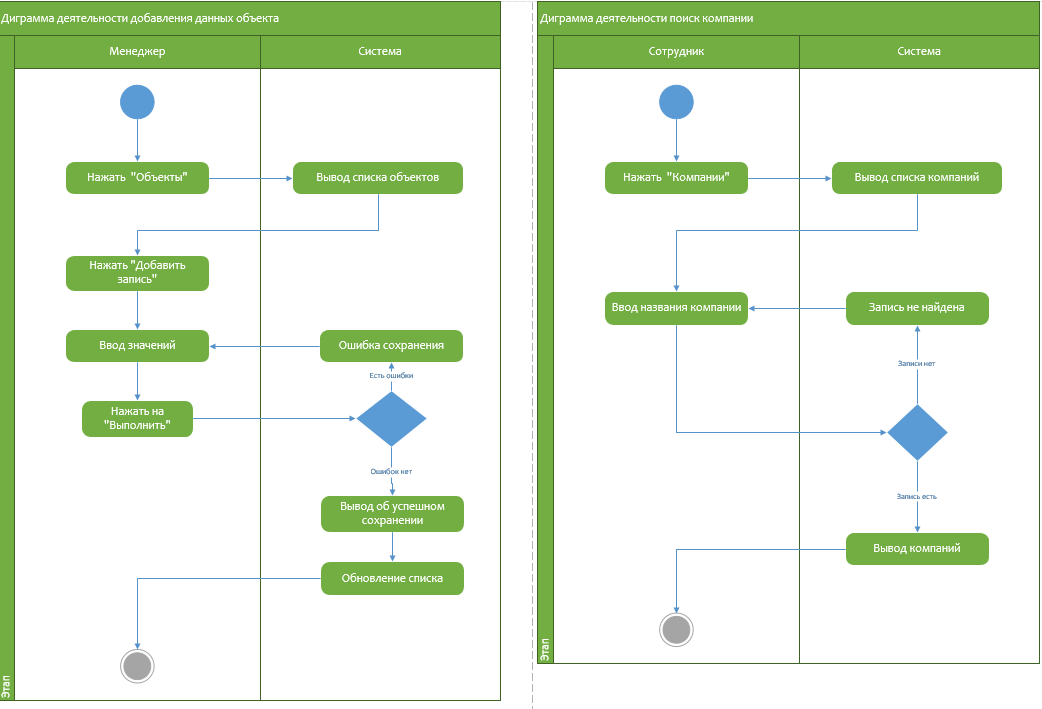 Диграмма деятельности добавления данных объекта
Менеджер
Система
Нажать "Объекты"
Вывод списка объектов
Нажать "Добавить
запись"
Ввод значений
Ошибка сохранения
Есть ошибки
Нажать на
"Выполнить"
Ошибок нет
Вывод об успешном
сохранении
Обновление списка
Этап
Диграмма деятельности поиск компании
Сотрудник
Система
Нажать "Компании"
Вывод списка компаний
Ввод названия компании
Запись не найдена
Записи нет
Запись есть
Вывод компаний
Этап